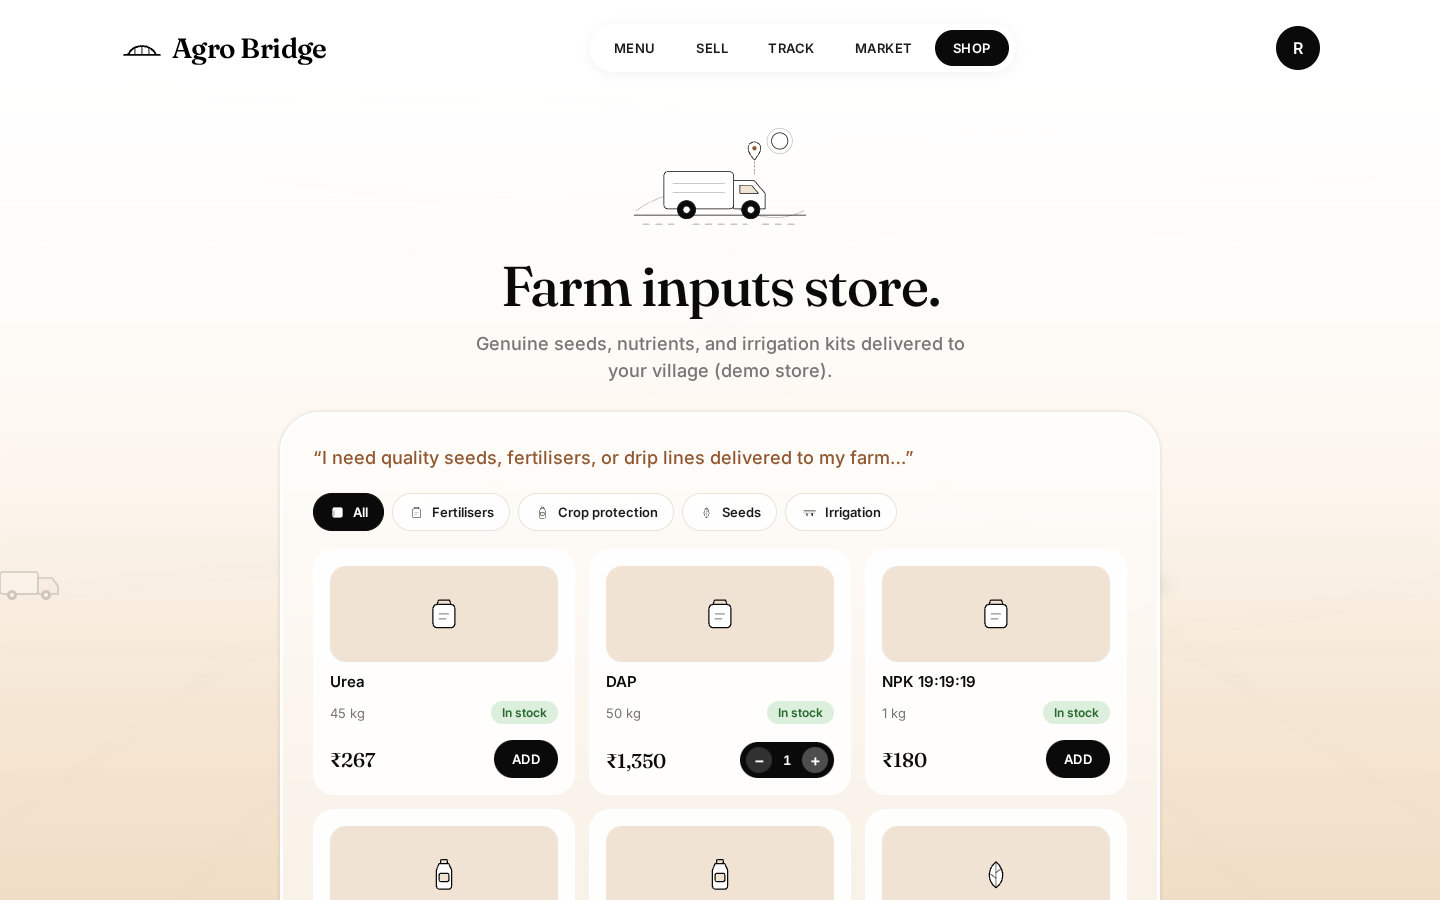 Agro Bridge
MENU
SELL
TRACK
MARKET
SHOP
R
Farm inputs store.
Genuine seeds, nutrients, and irrigation kits delivered to
your village (demo store).
“I need quality seeds, fertilisers, or drip lines delivered to my farm…”
All
Fertilisers
Crop protection
Seeds
Irrigation
Urea
45 kg
In stock
₹267
ADD
DAP
50 kg
In stock
₹1,350
− 1 +
NPK 19:19:19
1 kg
In stock
₹180
ADD